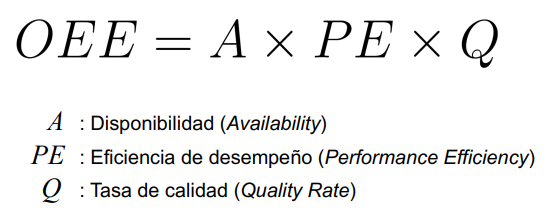 OEE = A × PE × Q
A : Disponibilidad (Availability)
PE : Eficiencia de desempeño (Performance Efficiency)
Q : Tasa de calidad (Quality Rate)